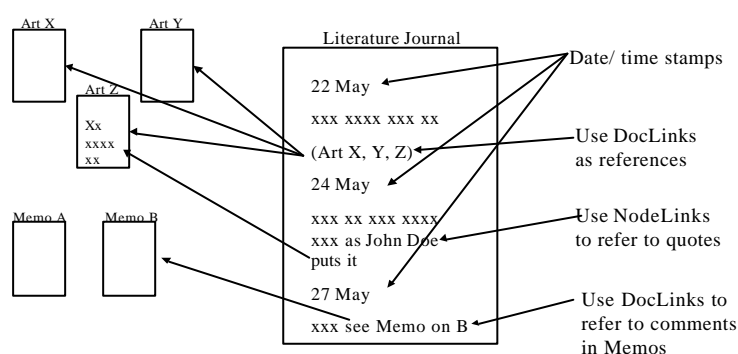 Art X
Art Y
Art Z
Xx
xxxx
xx
Memo A
Memo B
Literature Journal
22 May
xxx xxxx xxx xx
(Art X, Y, Z)
24 May
xxx xx xxx xxxx
xxx as John Doe
puts it
27 May
xxx see Memo on B
Date/ time stamps
Use DocLinks
as references
Use NodeLinks
to refer to quotes
Use DocLinks to
refer to comments
in Memos